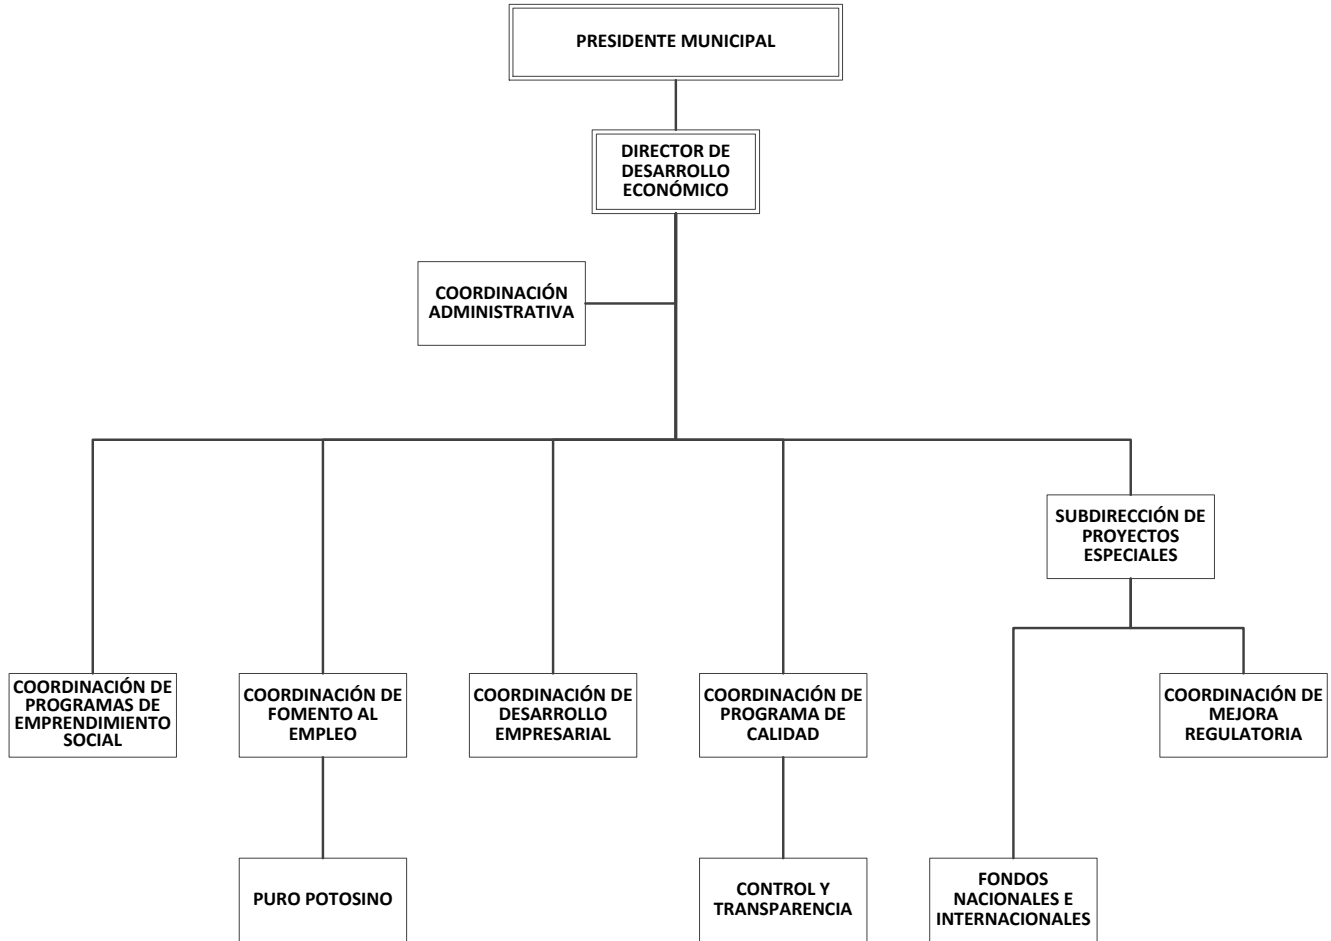 PRESIDENTE MUNICIPAL
DIRECTOR DE
DESARROLLO
ECONÓMICO
COORDINACIÓN
ADMINISTRATIVA
SUBDIRECCIÓN DE
PROYECTOS
ESPECIALES
COORDINACIÓN DE
PROGRAMAS DE
EMPRENDIMIENTO
SOCIAL
COORDINACIÓN DE
FOMENTO AL
EMPLEO
COORDINACIÓN DE
DESARROLLO
EMPRESARIAL
COORDINACIÓN DE
PROGRAMA DE
CALIDAD
COORDINACIÓN DE
MEJORA
REGULATORIA
PURO POTOSINO
CONTROL Y
TRANSPARENCIA
FONDOS
NACIONALES E
INTERNACIONALES